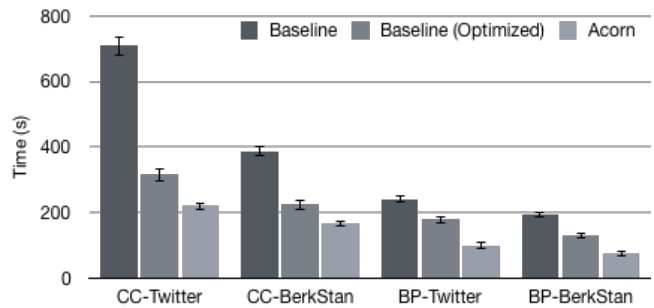 800
Baseline Baseline (Optimized) Acorn
600
400
200
0
Time (s)
CC-Twitter CC-BerkStan BP-Twitter BP-BerkStan